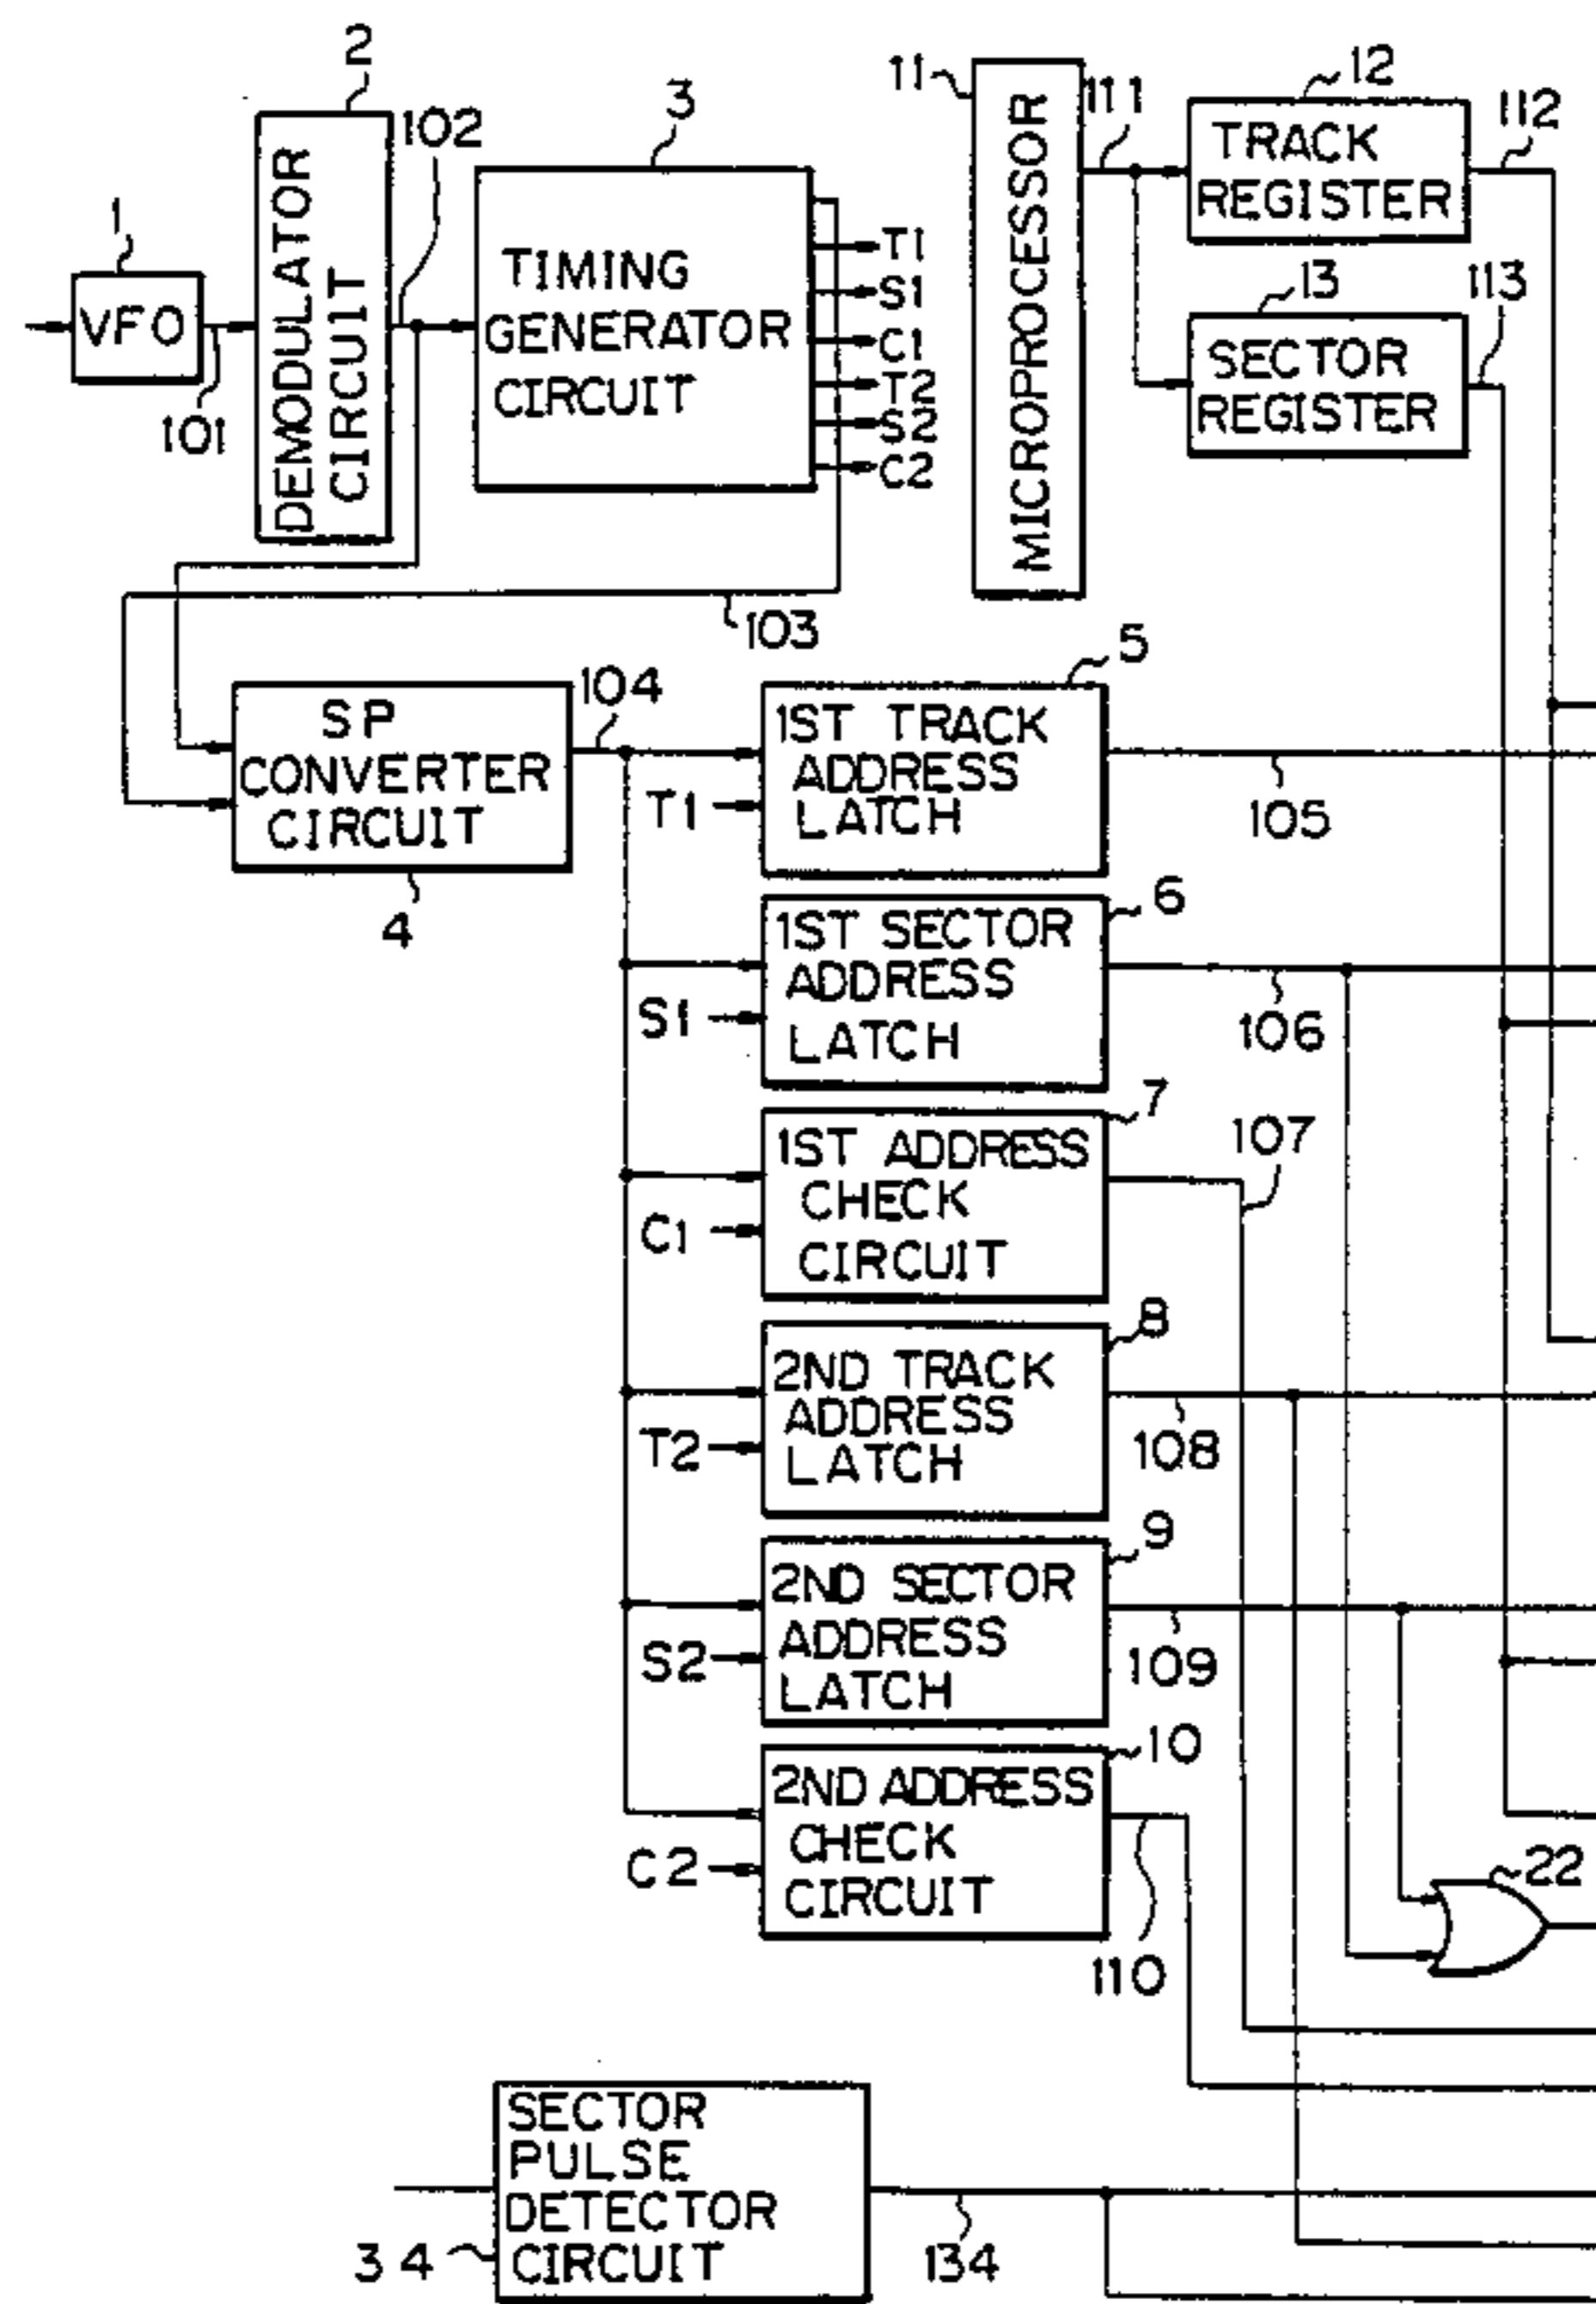 1
VFO
101
2
DEMODULATOR
CIRCUIT
102
3
TIMING
GENERATOR
CIRCUIT
T1
S1
C1
T2
S2
C2
103
11
MICROPROCESSOR
111
12
TRACK
REGISTER
112
13
SECTOR
REGISTER
113
SP
CONVERTER
CIRCUIT
4
104
5
1ST TRACK
ADDRESS
LATCH
T1
105
6
1ST SECTOR
ADDRESS
LATCH
S1
106
7
1ST ADDRESS
CHECK
CIRCUIT
C1
107
8
2ND TRACK
ADDRESS
LATCH
T2
108
9
2ND SECTOR
ADDRESS
LATCH
S2
109
10
2ND ADDRESS
CHECK
CIRCUIT
C2
110
22
SECTOR
PULSE
DETECTOR
CIRCUIT
34
134